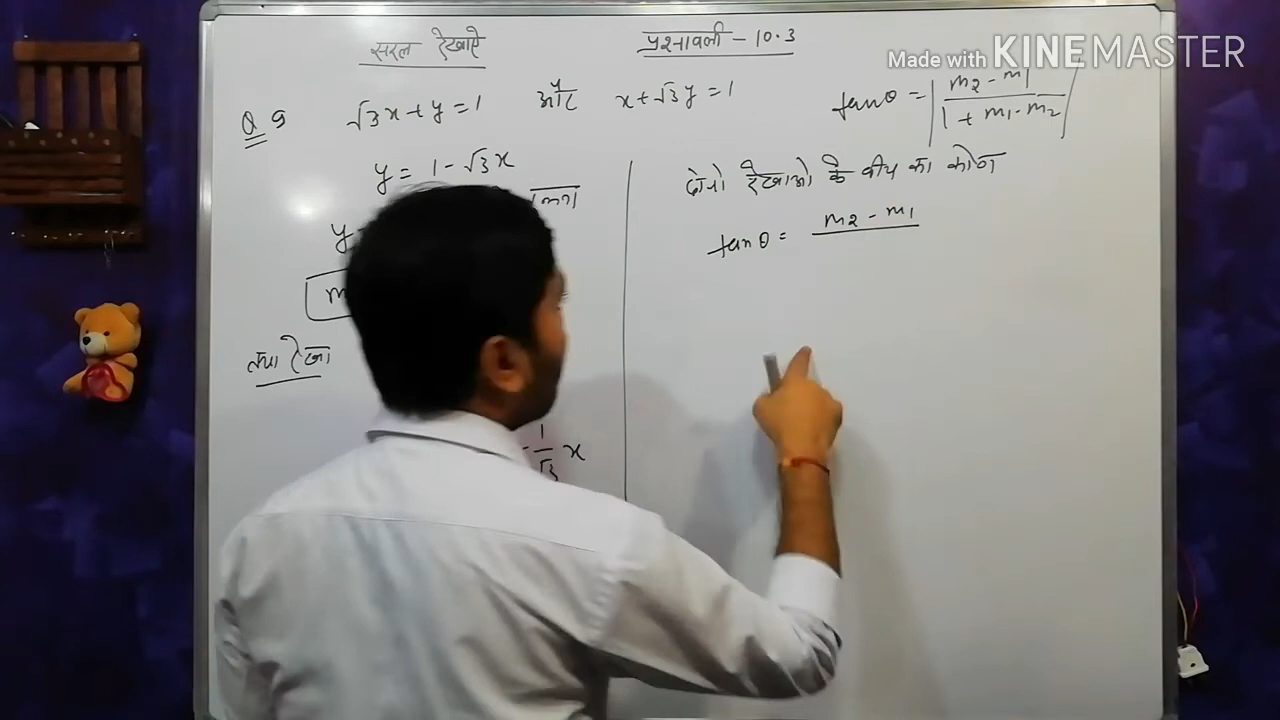 सरल रेखाऐ
प्रश्नावली - 10.3
Made with KINEMASTER
Q 9 √3x + y = 1 और x + √3y = 1
tanθ = | m2 - m1 / 1 + m1 - m2 |
y = 1 - √3x
दोनो रेखाओ के बीच का कोण
y
tanθ = m2 - m1
m
तथा रेखा
- 1/√3 x